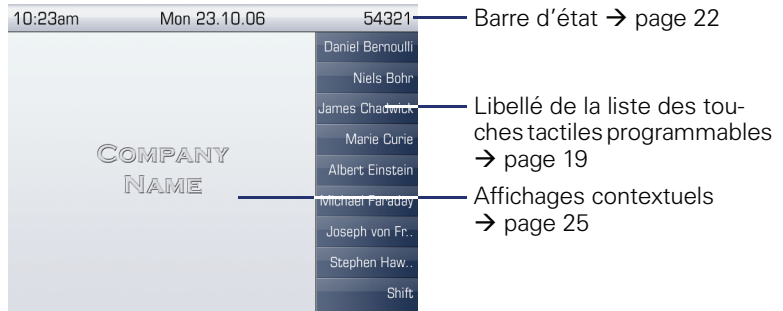 10:23am Mon 23.10.06 54321
Daniel Bernoulli
Niels Bohr
James Chadwick
Marie Curie
Albert Einstein
Michael Faraday
Joseph von Fr..
Stephen Haw..
Shift
COMPANY
NAME
Barre d’état → page 22
Libellé de la liste des tou-
ches tactiles programmables
→ page 19
Affichages contextuels
→ page 25